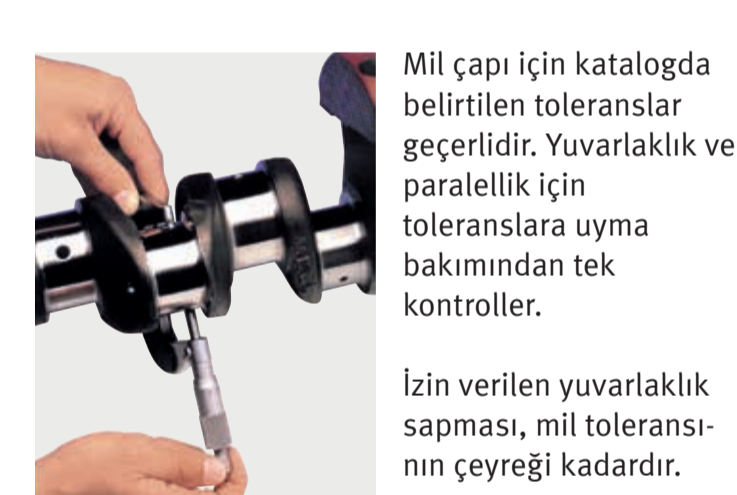 Mil çapı için katalogda
belirtilen toleranslar
geçerlidir. Yuvarlaklık ve
paralellik için
toleranslara uyma
bakımından tek
kontroller.
İzin verilen yuvarlaklık
sapması, mil toleransı-
nın çeyreği kadardır.